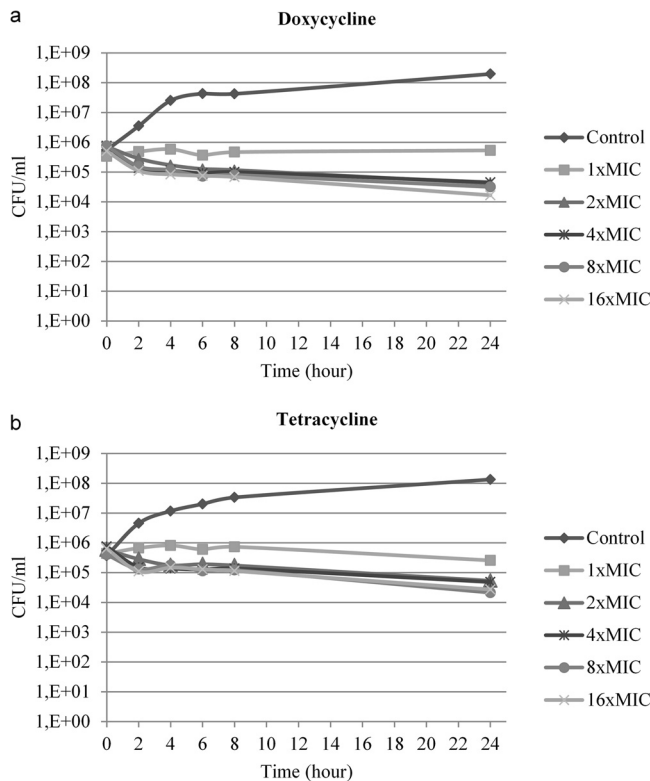 a
Doxycycline
1,E+09
1,E+08
1,E+07
1,E+06
1,E+05
1,E+04
1,E+03
1,E+02
1,E+01
1,E+00
CFU/ml
0 2 4 6 8 10 12 14 16 18 20 22 24
Time (hour)
Control
1xMIC
2xMIC
4xMIC
8xMIC
16xMIC
b
Tetracycline
1,E+09
1,E+08
1,E+07
1,E+06
1,E+05
1,E+04
1,E+03
1,E+02
1,E+01
1,E+00
CFU/ml
0 2 4 6 8 10 12 14 16 18 20 22 24
Time (hour)
Control
1xMIC
2xMIC
4xMIC
8xMIC
16xMIC